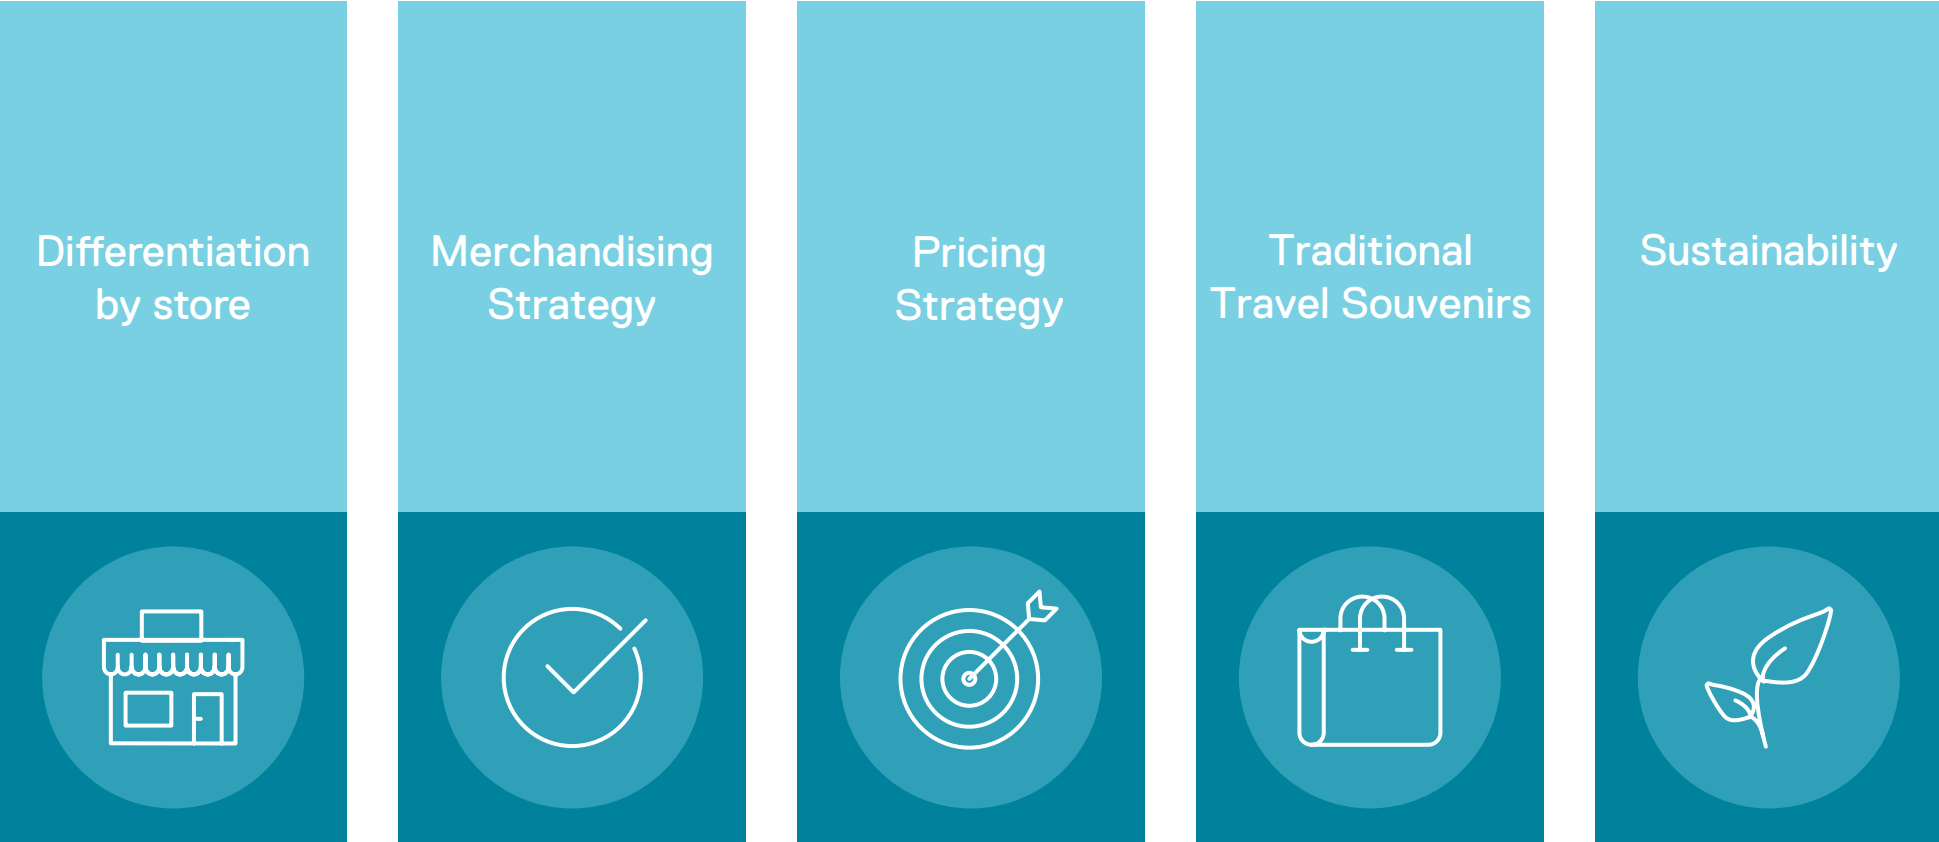 Differentiation
by store
Merchandising
Strategy
Pricing
Strategy
Traditional
Travel Souvenirs
Sustainability